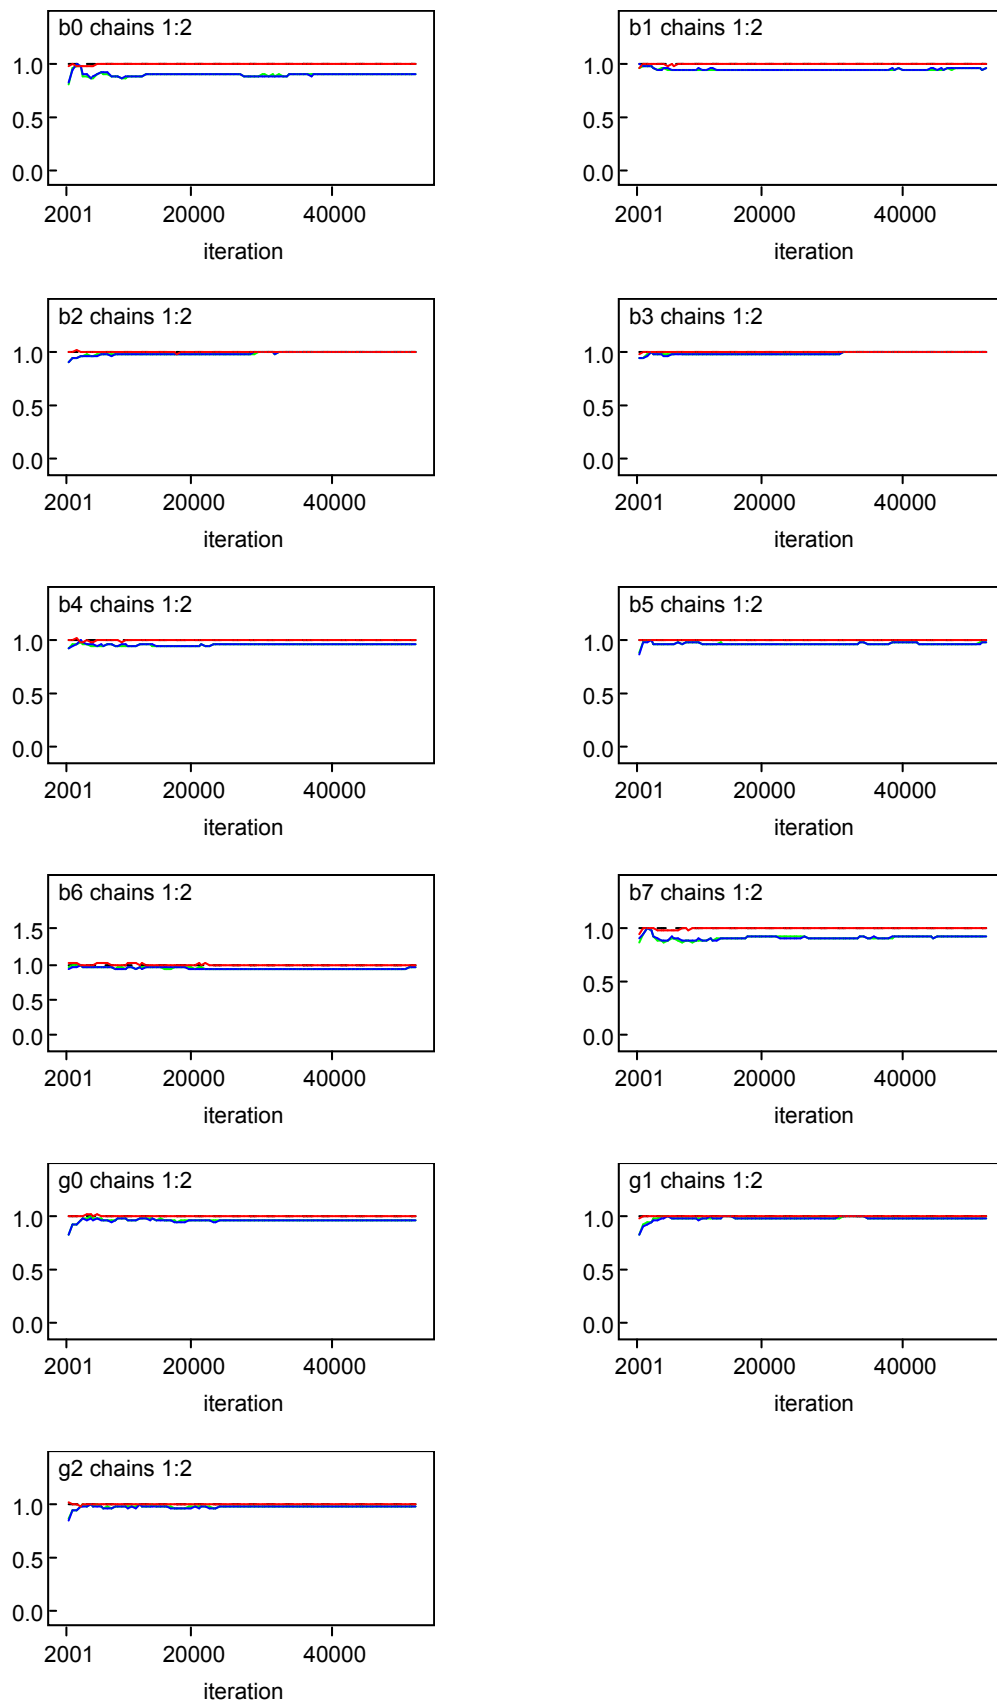 b0 chains 1:2
1.0
0.5
0.0
2001 20000 40000
iteration
b1 chains 1:2
1.0
0.5
0.0
2001 20000 40000
iteration
b2 chains 1:2
1.0
0.5
0.0
2001 20000 40000
iteration
b3 chains 1:2
1.0
0.5
0.0
2001 20000 40000
iteration
b4 chains 1:2
1.0
0.5
0.0
2001 20000 40000
iteration
b5 chains 1:2
1.0
0.5
0.0
2001 20000 40000
iteration
b6 chains 1:2
1.5
1.0
0.5
0.0
2001 20000 40000
iteration
b7 chains 1:2
1.0
0.5
0.0
2001 20000 40000
iteration
g0 chains 1:2
1.0
0.5
0.0
2001 20000 40000
iteration
g1 chains 1:2
1.0
0.5
0.0
2001 20000 40000
iteration
g2 chains 1:2
1.0
0.5
0.0
2001 20000 40000
iteration